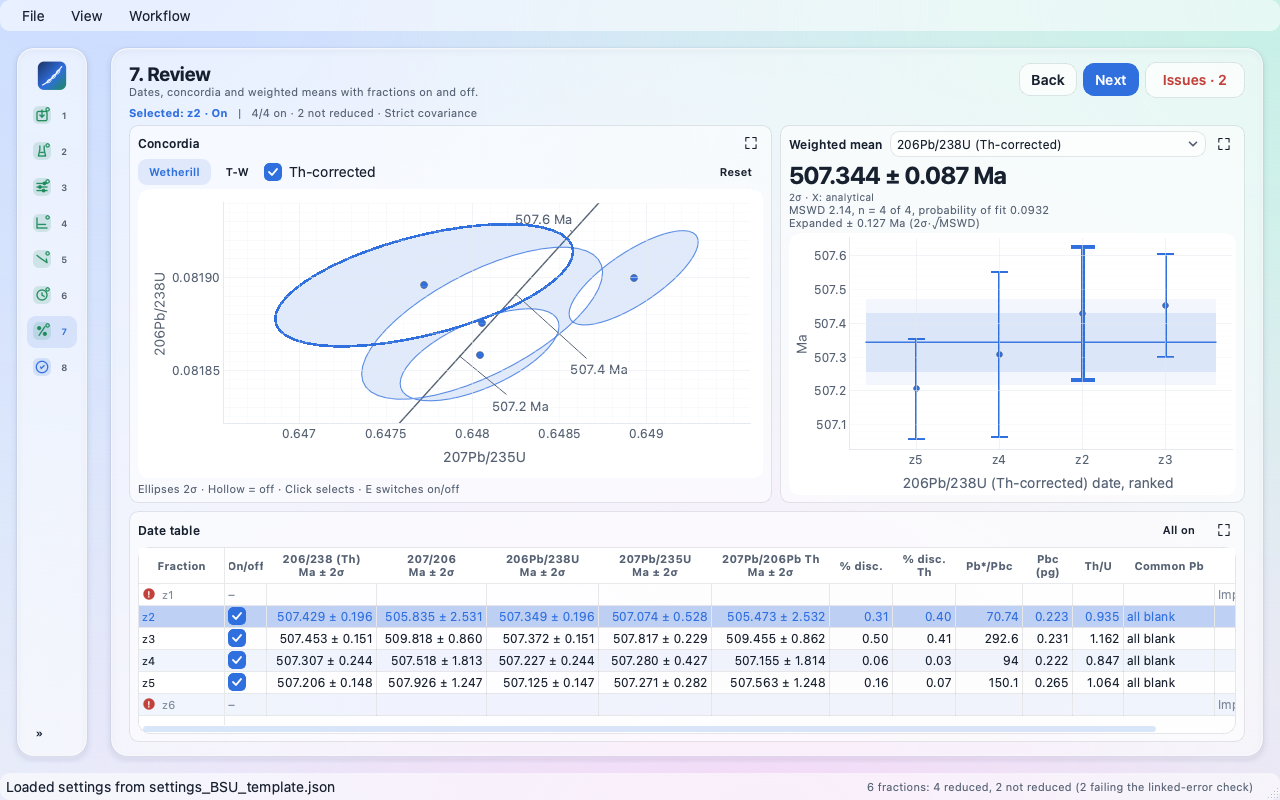 File View Workflow
7. Review
Dates, concordia and weighted means with fractions on and off.
Selected: z2 · On | 4/4 on · 2 not reduced · Strict covariance
Back Next Issues · 2
1
2
3
4
5
6
7
8
»
Concordia
Wetherill T-W Th-corrected Reset
206Pb/238U
0.08190
0.08185
507.6 Ma
507.4 Ma
507.2 Ma
0.647 0.6475 0.648 0.6485 0.649
207Pb/235U
Ellipses 2σ · Hollow = off · Click selects · E switches on/off
Weighted mean 206Pb/238U (Th-corrected)
507.344 ± 0.087 Ma
2σ · X: analytical
MSWD 2.14, n = 4 of 4, probability of fit 0.0932
Expanded ± 0.127 Ma (2σ·√MSWD)
Ma
507.6
507.5
507.4
507.3
507.2
507.1
z5 z4 z2 z3
206Pb/238U (Th-corrected) date, ranked
Date table All on
Fraction On/off 206/238 (Th) Ma ± 2σ 207/206 Ma ± 2σ 206Pb/238U Ma ± 2σ 207Pb/235U Ma ± 2σ 207Pb/206Pb Th Ma ± 2σ % disc. % disc. Th Pb*/Pbc Pbc (pg) Th/U Common Pb
z1 – Imp
z2 507.429 ± 0.196 505.835 ± 2.531 507.349 ± 0.196 507.074 ± 0.528 505.473 ± 2.532 0.31 0.40 70.74 0.223 0.935 all blank
z3 507.453 ± 0.151 509.818 ± 0.860 507.372 ± 0.151 507.817 ± 0.229 509.455 ± 0.862 0.50 0.41 292.6 0.231 1.162 all blank
z4 507.307 ± 0.244 507.518 ± 1.813 507.227 ± 0.244 507.280 ± 0.427 507.155 ± 1.814 0.06 0.03 94 0.222 0.847 all blank
z5 507.206 ± 0.148 507.926 ± 1.247 507.125 ± 0.147 507.271 ± 0.282 507.563 ± 1.248 0.16 0.07 150.1 0.265 1.064 all blank
z6 – Imp
Loaded settings from settings_BSU_template.json
6 fractions: 4 reduced, 2 not reduced (2 failing the linked-error check)